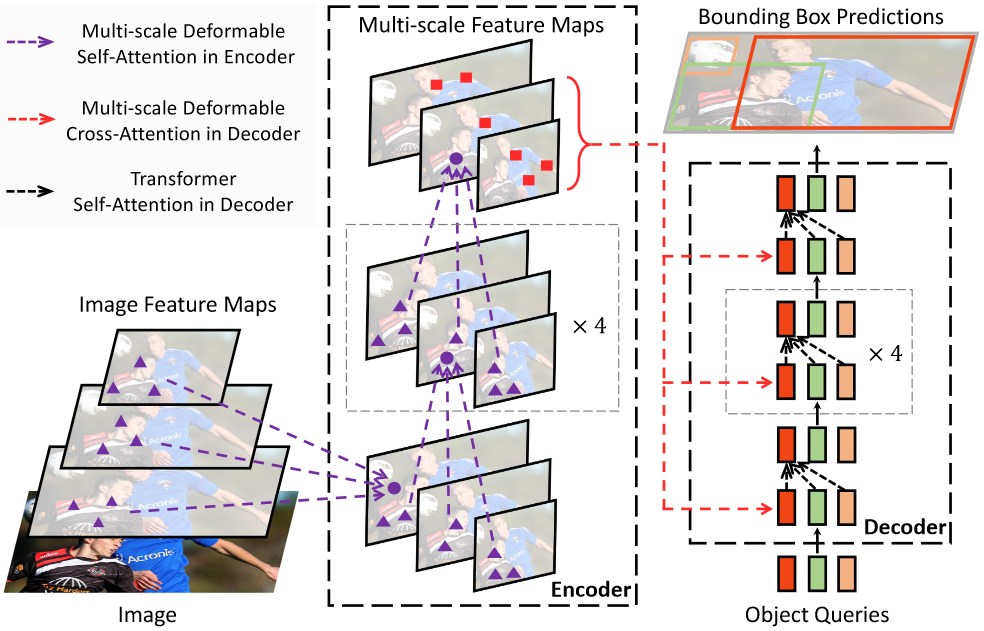 Multi-scale Deformable
Self-Attention in Encoder
Multi-scale Deformable
Cross-Attention in Decoder
Transformer
Self-Attention in Decoder
Multi-scale Feature Maps
× 4
Encoder
Image Feature Maps
Acronis
Acronis
Image
Bounding Box Predictions
Acronis
× 4
Decoder
Object Queries